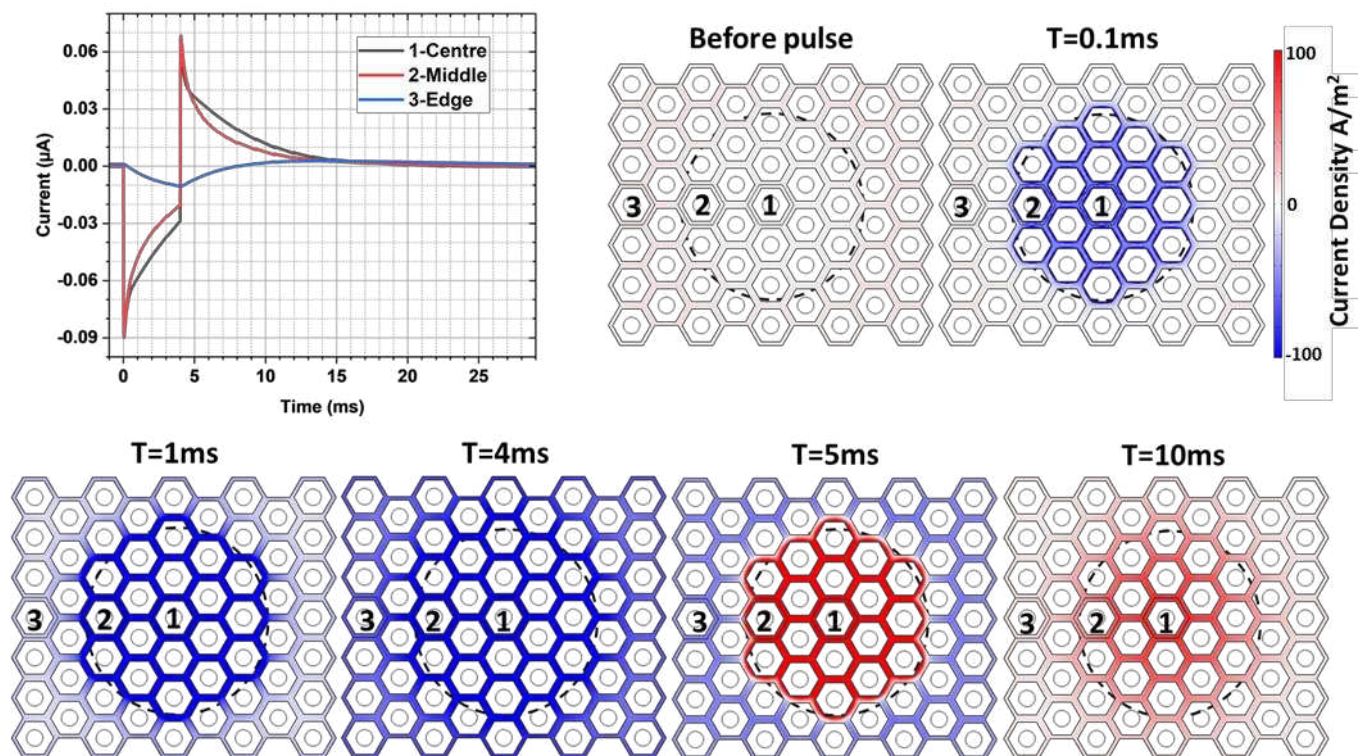 0.06
0.03
0.00
-0.03
-0.06
-0.09
Current (µA)
0 5 10 15 20 25
Time (ms)
1-Centre
2-Middle
3-Edge
Before pulse
3 2 1
T=0.1ms
3 2 1
100
0
-100
Current Density A/m²
T=1ms
3 2 1
T=4ms
3 2 1
T=5ms
3 2 1
T=10ms
3 2 1